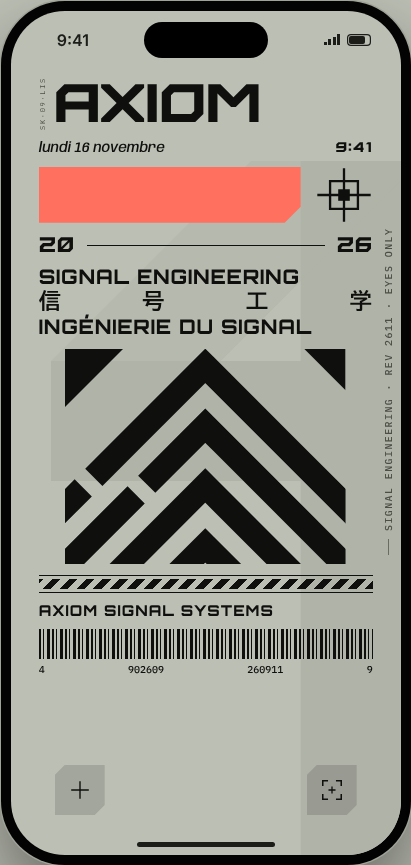 9:41
SK-09-LIS
AXIOM
lundi 16 novembre 9:41
20 26
SIGNAL ENGINEERING
信 号 工 学
INGÉNIERIE DU SIGNAL
SIGNAL ENGINEERING · REV 2611 · EYES ONLY
AXIOM SIGNAL SYSTEMS
4 902609 260911 9